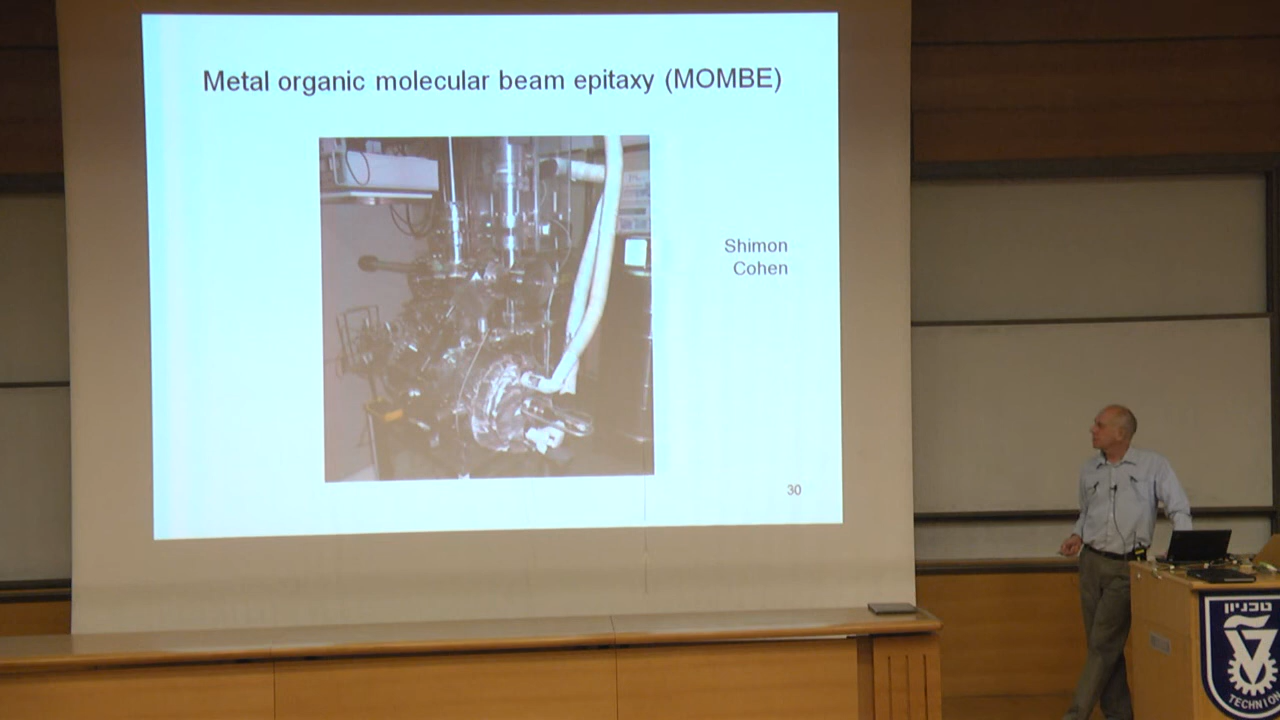 Metal organic molecular beam epitaxy (MOMBE)
Shimon
Cohen
30
טכניון
TECHNION